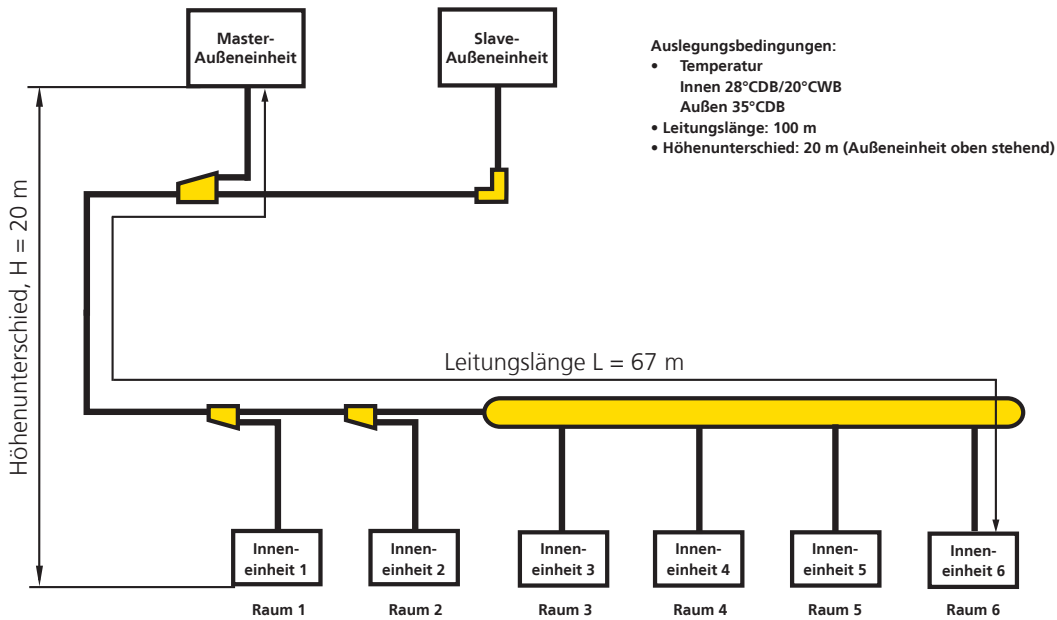 Master-
Außeneinheit
Slave-
Außeneinheit
Auslegungsbedingungen:
• Temperatur
Innen 28°CDB/20°CWB
Außen 35°CDB
• Leitungslänge: 100 m
• Höhenunterschied: 20 m (Außeneinheit oben stehend)
Höhenunterschied, H = 20 m
Leitungslänge L = 67 m
Innen-
einheit 1
Innen-
einheit 2
Innen-
einheit 3
Innen-
einheit 4
Innen-
einheit 5
Innen-
einheit 6
Raum 1
Raum 2
Raum 3
Raum 4
Raum 5
Raum 6